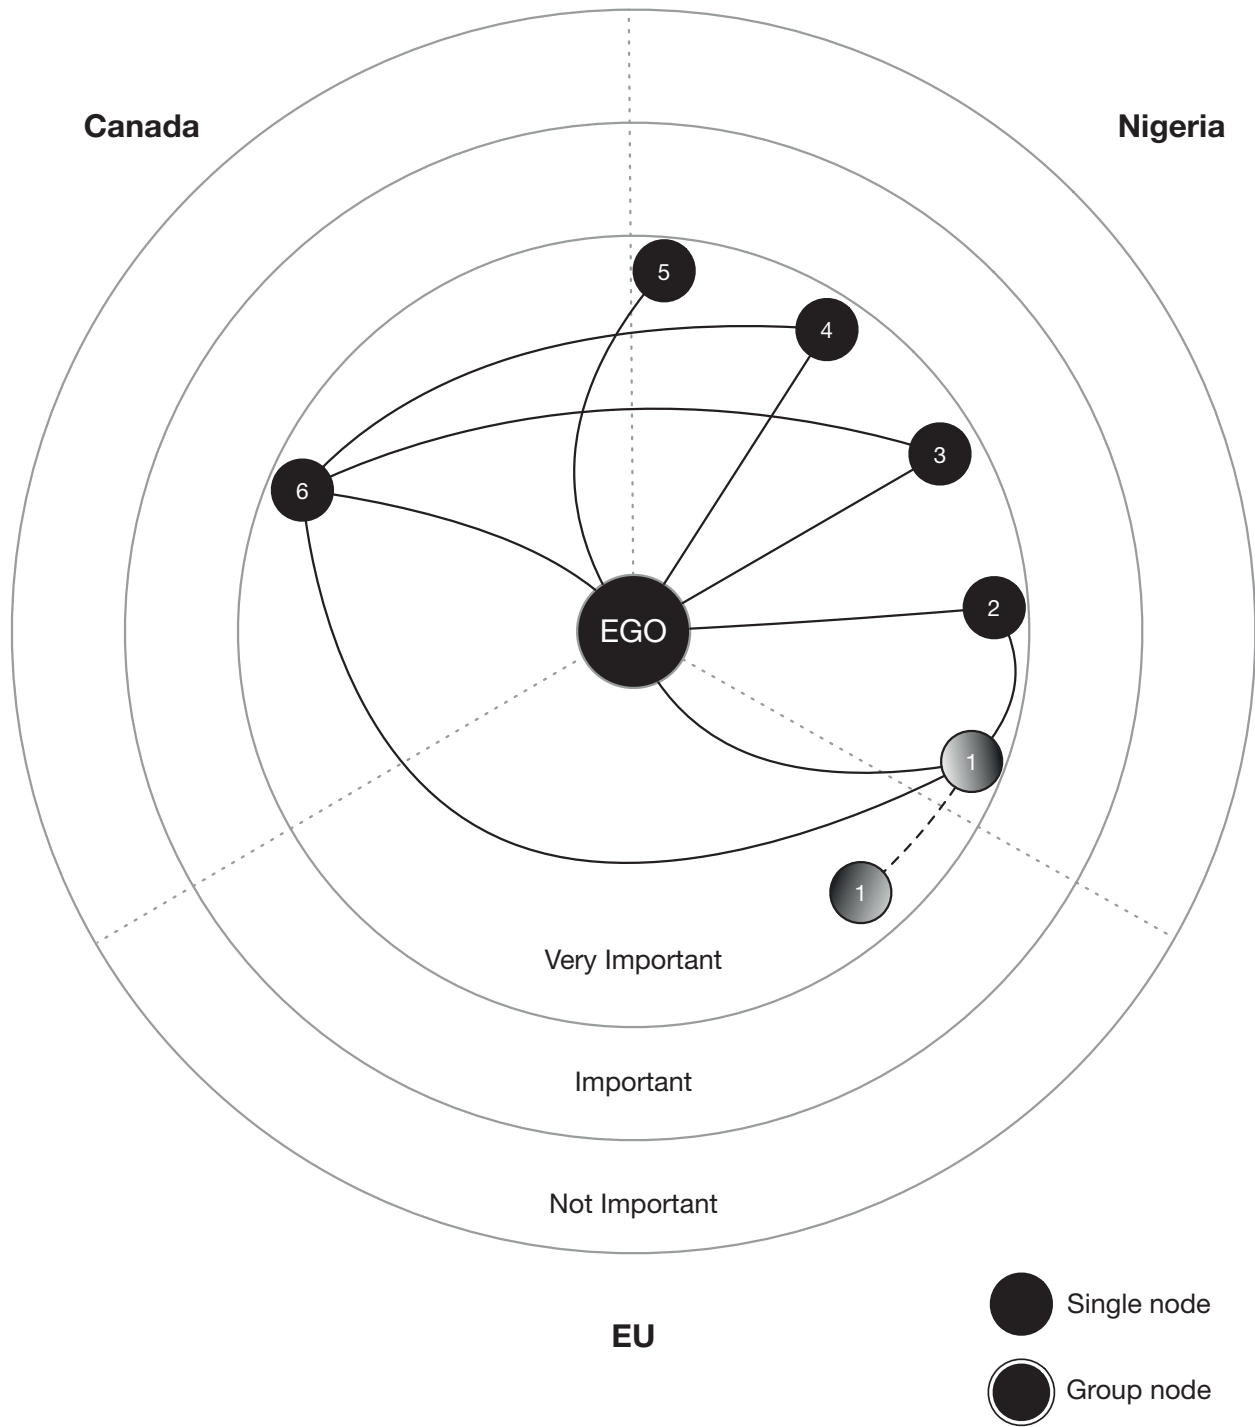 Canada
Nigeria
5
4
3
6
2
EGO
1
1
Very Important
Important
Not Important
EU
Single node
Group node